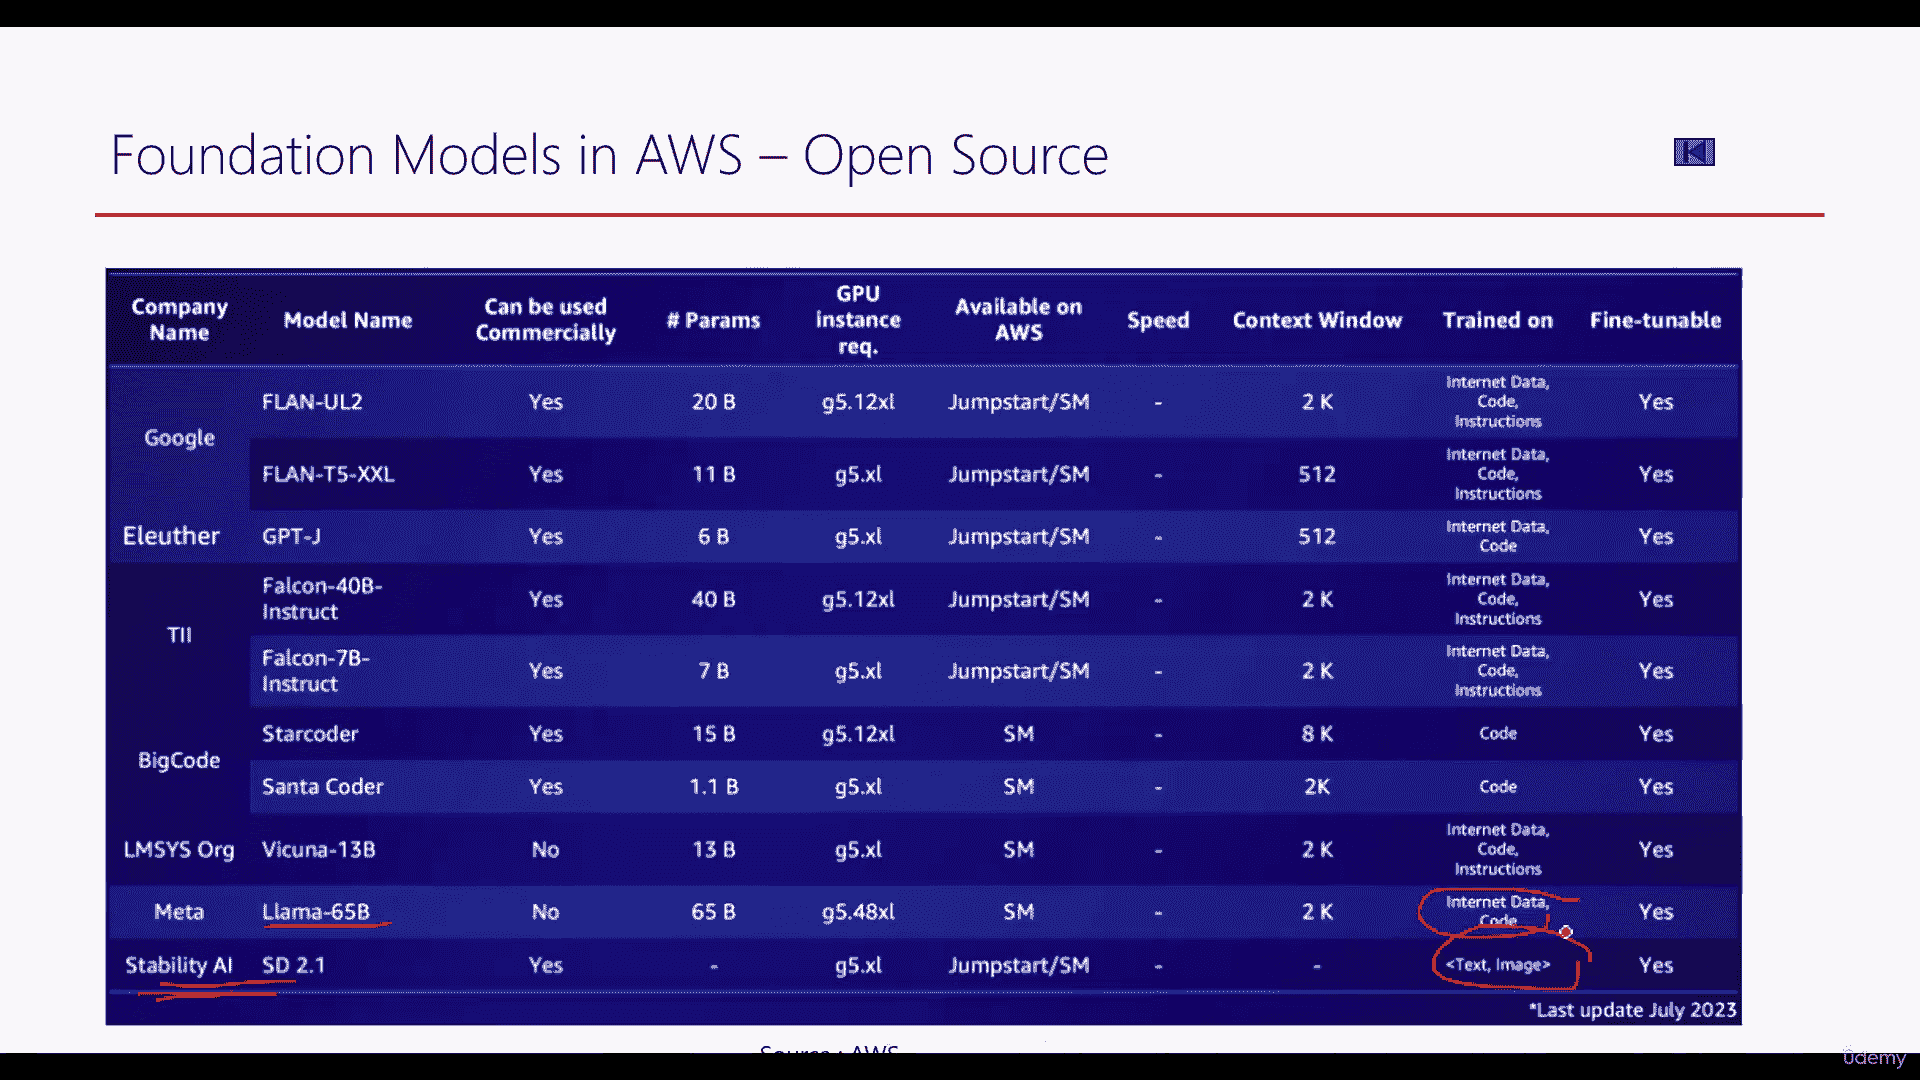 Foundation Models in AWS – Open Source
Company Name | Model Name | Can be used Commercially | # Params | GPU instance req. | Available on AWS | Speed | Context Window | Trained on | Fine-tunable
Google | FLAN-UL2 | Yes | 20 B | g5.12xl | Jumpstart/SM | - | 2 K | Internet Data, Code, Instructions | Yes
FLAN-T5-XXL | Yes | 11 B | g5.xl | Jumpstart/SM | - | 512 | Internet Data, Code, Instructions | Yes
Eleuther | GPT-J | Yes | 6 B | g5.xl | Jumpstart/SM | - | 512 | Internet Data, Code | Yes
TII | Falcon-40B-Instruct | Yes | 40 B | g5.12xl | Jumpstart/SM | - | 2 K | Internet Data, Code, Instructions | Yes
Falcon-7B-Instruct | Yes | 7 B | g5.xl | Jumpstart/SM | - | 2 K | Internet Data, Code, Instructions | Yes
BigCode | Starcoder | Yes | 15 B | g5.12xl | SM | - | 8 K | Code | Yes
Santa Coder | Yes | 1.1 B | g5.xl | SM | - | 2K | Code | Yes
LMSYS Org | Vicuna-13B | No | 13 B | g5.xl | SM | - | 2 K | Internet Data, Code, Instructions | Yes
Meta | Llama-65B | No | 65 B | g5.48xl | SM | - | 2 K | Internet Data, Code | Yes
Stability AI | SD 2.1 | Yes | - | g5.xl | Jumpstart/SM | - | - | <Text, Image> | Yes
*Last update July 2023
Source : AWS
ûdemy